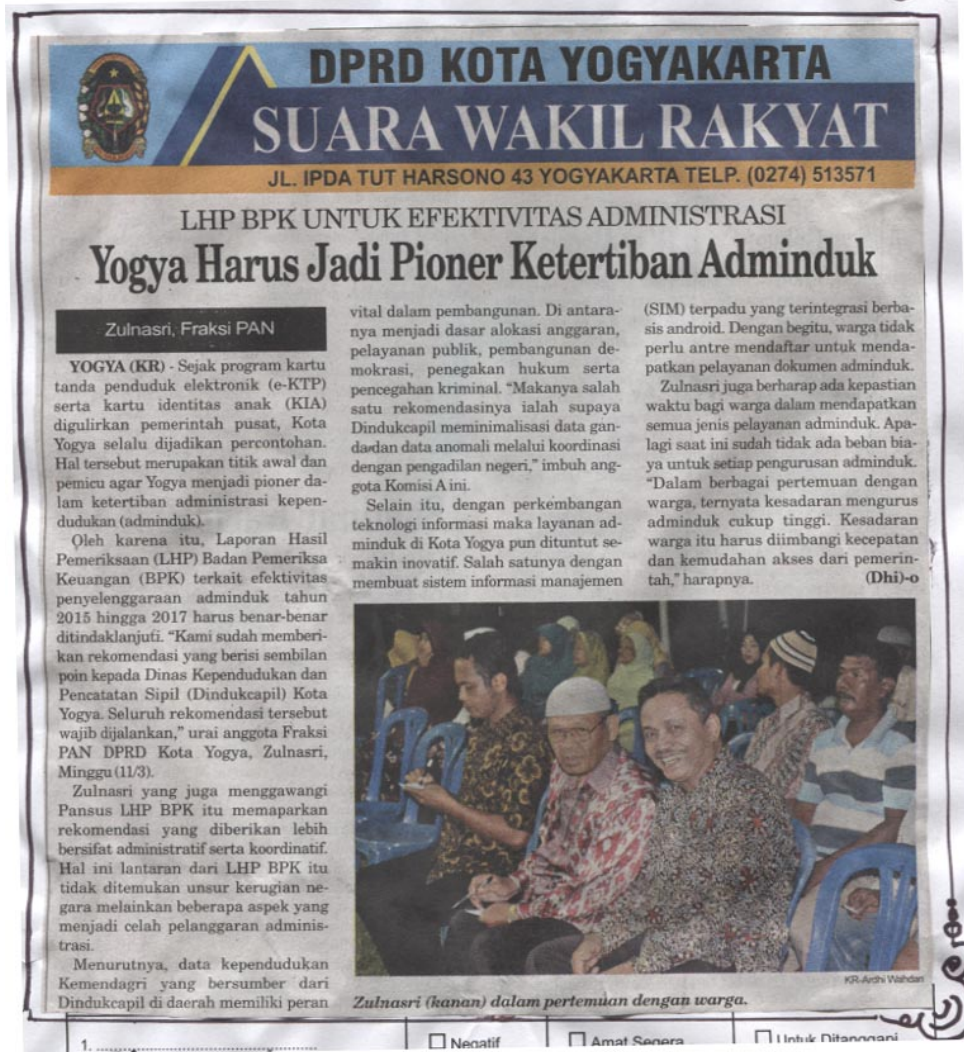 DPRD KOTA YOGYAKARTA
SUARA WAKIL RAKYAT
JL. IPDA TUT HARSONO 43 YOGYAKARTA TELP. (0274) 513571
LHP BPK UNTUK EFEKTIVITAS ADMINISTRASI
Yogya Harus Jadi Pioner Ketertiban Adminduk
Zulnasri, Fraksi PAN
YOGYA (KR) - Sejak program kartu
tanda penduduk elektronik (e-KTP)
serta kartu identitas anak (KIA)
digulirkan pemerintah pusat, Kota
Yogya selalu dijadikan percontohan.
Hal tersebut merupakan titik awal dan
pemicu agar Yogya menjadi pioner da-
lam ketertiban administrasi kepen-
dudukan (adminduk).
Oleh karena itu, Laporan Hasil
Pemeriksaan (LHP) Badan Pemeriksa
Keuangan (BPK) terkait efektivitas
penyelenggaraan adminduk tahun
2015 hingga 2017 harus benar-benar
ditindaklanjuti. “Kami sudah memberi-
kan rekomendasi yang berisi sembilan
poin kepada Dinas Kependudukan dan
Pencatatan Sipil (Dindukcapil) Kota
Yogya. Seluruh rekomendasi tersebut
wajib dijalankan,” urai anggota Fraksi
PAN DPRD Kota Yogya, Zulnasri,
Minggu (11/3).
Zulnasri yang juga menggawangi
Pansus LHP BPK itu memaparkan
rekomendasi yang diberikan lebih
bersifat administratif serta koordinatif.
Hal ini lantaran dari LHP BPK itu
tidak ditemukan unsur kerugian ne-
gara melainkan beberapa aspek yang
menjadi celah pelanggaran adminis-
trasi.
Menurutnya, data kependudukan
Kemendagri yang bersumber dari
Dindukcapil di daerah memiliki peran
vital dalam pembangunan. Di antara-
nya menjadi dasar alokasi anggaran,
pelayanan publik, pembangunan de-
mokrasi, penegakan hukum serta
pencegahan kriminal. “Makanya salah
satu rekomendasinya ialah supaya
Dindukcapil meminimalisasi data gan-
da dan data anomali melalui koordinasi
dengan pengadilan negeri,” imbuh ang-
gota Komisi A ini.
Selain itu, dengan perkembangan
teknologi informasi maka layanan ad-
minduk di Kota Yogya pun dituntut se-
makin inovatif. Salah satunya dengan
membuat sistem informasi manajemen
(SIM) terpadu yang terintegrasi berba-
sis android. Dengan begitu, warga tidak
perlu antre mendaftar untuk menda-
patkan pelayanan dokumen adminduk.
Zulnasri juga berharap ada kepastian
waktu bagi warga dalam mendapatkan
semua jenis pelayanan adminduk. Apa-
lagi saat ini sudah tidak ada beban bia-
ya untuk setiap pengurusan adminduk.
“Dalam berbagai pertemuan dengan
warga, ternyata kesadaran mengurus
adminduk cukup tinggi. Kesadaran
warga itu harus diimbangi kecepatan
dan kemudahan akses dari pemerin-
tah,” harapnya. (Dhi)-o
KR-Ardhi Wahdan
Zulnasri (kanan) dalam pertemuan dengan warga.
1. ........................................ Negatif Amat Segera Untuk Ditanggapi